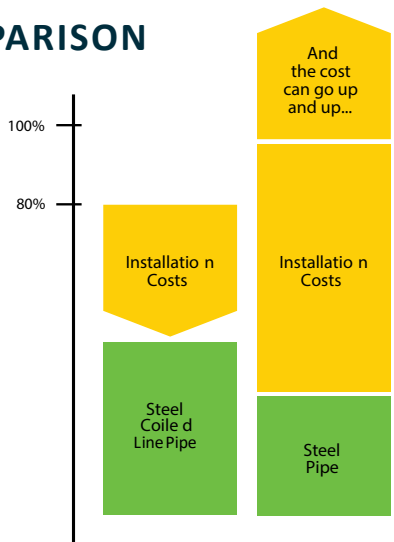 PARISON
And
the cost
can go up
and up...
100%
80%
Installatio n
Costs
Installatio n
Costs
Steel
Coile d
Line Pipe
Steel
Pipe